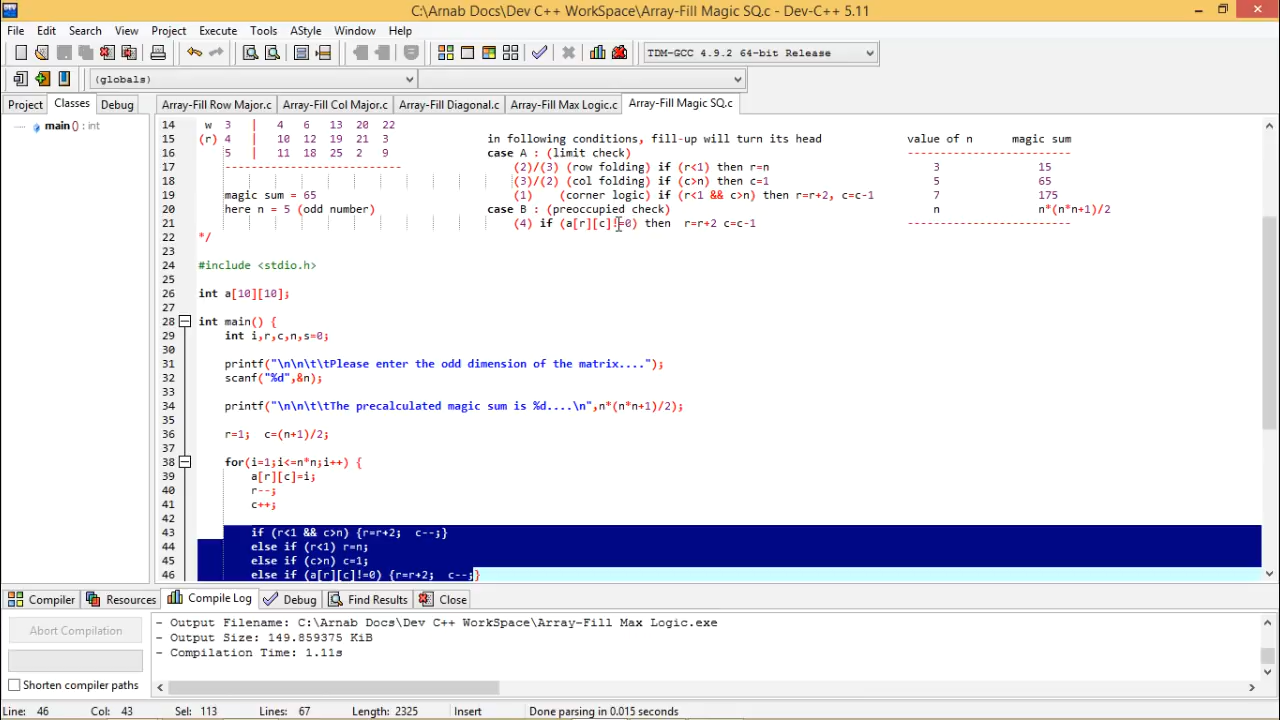 C:\Arnab Docs\Dev C++ WorkSpace\Array-Fill Magic SQ.c - Dev-C++ 5.11
File Edit Search View Project Execute Tools AStyle Window Help
TDM-GCC 4.9.2 64-bit Release
(globals)
Project Classes Debug
Array-Fill Row Major.c Array-Fill Col Major.c Array-Fill Diagonal.c Array-Fill Max Logic.c Array-Fill Magic SQ.c
main () : int
14 w 3 | 4 6 13 20 22
15 (r) 4 | 10 12 19 21 3 in following conditions, fill-up will turn its head value of n magic sum
16 5 | 11 18 25 2 9 case A : (limit check) --------------------------
17 --------------------------- (2)/(3) (row folding) if (r<1) then r=n 3 15
18 (3)/(2) (col folding) if (c>n) then c=1 5 65
19 magic sum = 65 (1) (corner logic) if (r<1 && c>n) then r=r+2, c=c-1 7 175
20 here n = 5 (odd number) case B : (preoccupied check) n n*(n*n+1)/2
21 (4) if (a[r][c]!=0) then r=r+2 c=c-1 --------------------------
22 */
23
24 #include <stdio.h>
25
26 int a[10][10];
27
28 int main() {
29 int i,r,c,n,s=0;
30
31 printf("\n\n\t\tPlease enter the odd dimension of the matrix....");
32 scanf("%d",&n);
33
34 printf("\n\n\t\tThe precalculated magic sum is %d....\n",n*(n*n+1)/2);
35
36 r=1; c=(n+1)/2;
37
38 for(i=1;i<=n*n;i++) {
39 a[r][c]=i;
40 r--;
41 c++;
42
43 if (r<1 && c>n) {r=r+2; c--;}
44 else if (r<1) r=n;
45 else if (c>n) c=1;
46 else if (a[r][c]!=0) {r=r+2; c--;}
Compiler Resources Compile Log Debug Find Results Close
Abort Compilation
Shorten compiler paths
- Output Filename: C:\Arnab Docs\Dev C++ WorkSpace\Array-Fill Max Logic.exe
- Output Size: 149.859375 KiB
- Compilation Time: 1.11s
Line: 46 Col: 43 Sel: 113 Lines: 67 Length: 2325 Insert Done parsing in 0.015 seconds